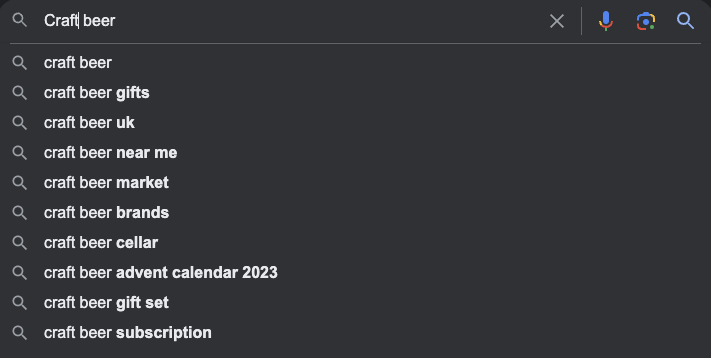 Craft beer
craft beer
craft beer gifts
craft beer uk
craft beer near me
craft beer market
craft beer brands
craft beer cellar
craft beer advent calendar 2023
craft beer gift set
craft beer subscription